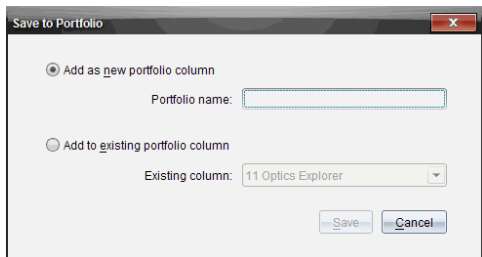 Save to Portfolio
Add as new portfolio column
Portfolio name:
Add to existing portfolio column
Existing column: 11 Optics Explorer
Save Cancel